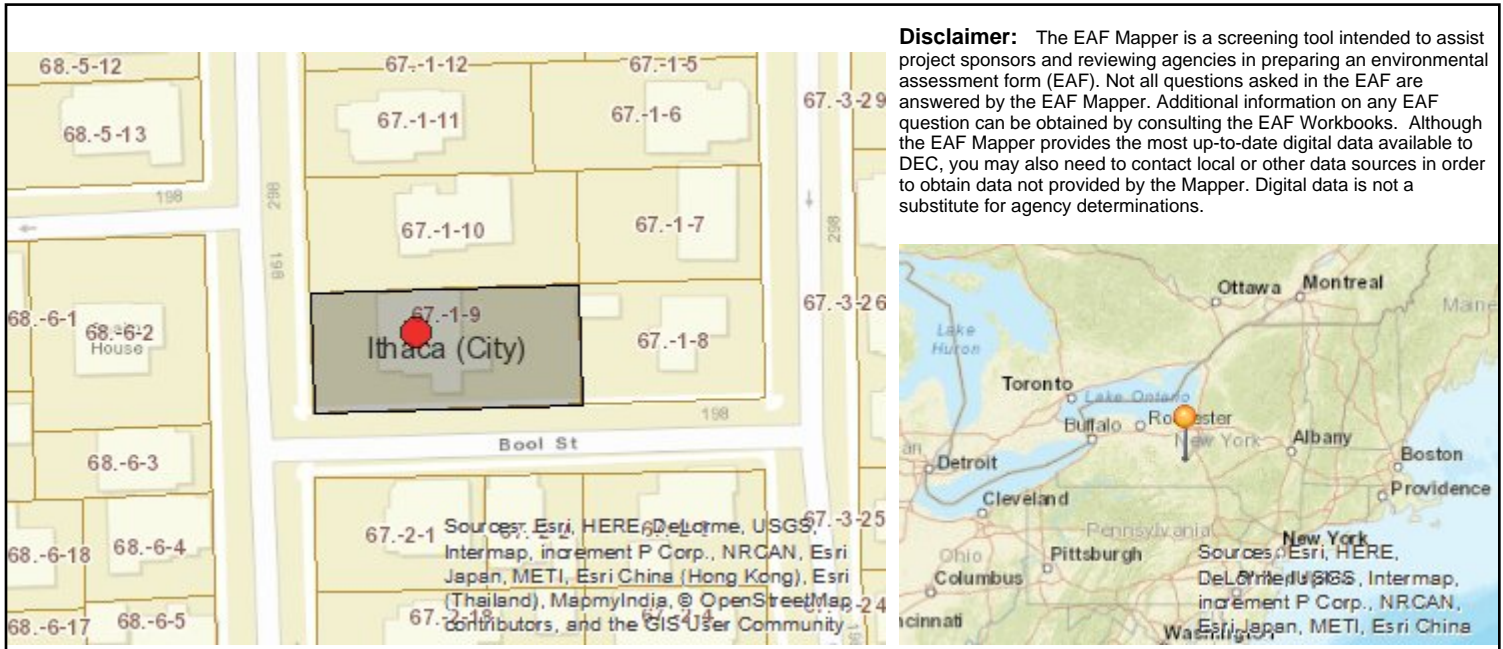 Disclaimer: The EAF Mapper is a screening tool intended to assist
project sponsors and reviewing agencies in preparing an environmental
assessment form (EAF). Not all questions asked in the EAF are
answered by the EAF Mapper. Additional information on any EAF
question can be obtained by consulting the EAF Workbooks. Although
the EAF Mapper provides the most up-to-date digital data available to
DEC, you may also need to contact local or other data sources in order
to obtain data not provided by the Mapper. Digital data is not a
substitute for agency determinations.
68.-5-12
67.-1-12
67.-1-5
67.-3-29
68.-5-13
67.-1-11
67.-1-6
198
298
67.-1-10
67.-1-7
298
198
67.-3-26
68.-6-1
68.-6-2
House
67.-1-9
Ithaca (City)
67.-1-8
198
Bool St
68.-6-3
67.-2-1
67.-3-25
68.-6-18
68.-6-4
68.-6-17
68.-6-5
198
Sources: Esri, HERE, DeLorme, USGS,
Intermap, increment P Corp., NRCAN, Esri
Japan, METI, Esri China (Hong Kong), Esri
(Thailand), MapmyIndia, © OpenStreetMap
contributors, and the GIS User Community
Ottawa
Montreal
Maine
Lake
Huron
Toronto
Lake Ontario
Buffalo
Rochester
New York
Albany
Detroit
Boston
Providence
Cleveland
Pennsylvania
New York
Ohio
Pittsburgh
Columbus
Sources: Esri, HERE,
DeLorme, USGS, Intermap,
increment P Corp., NRCAN,
Esri Japan, METI, Esri China
cinnati